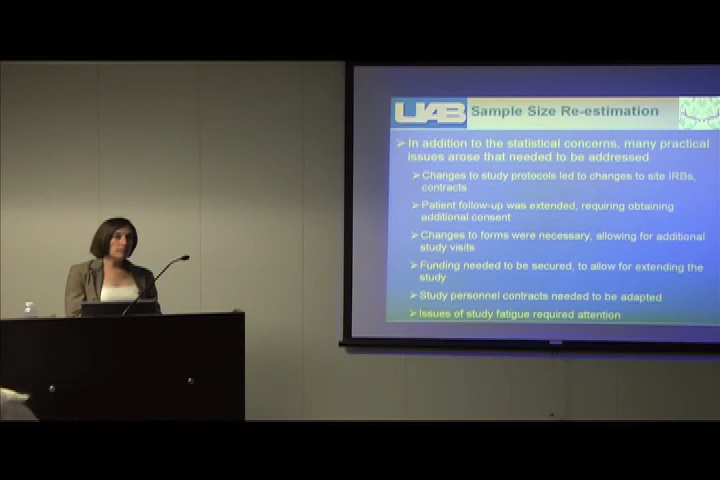 UAB Sample Size Re-estimation
➢ In addition to the statistical concerns, many practical
issues arose that needed to be addressed
➢ Changes to study protocols led to changes to site IRBs,
contracts
➢ Patient follow-up was extended, requiring obtaining
additional consent
➢ Changes to forms were necessary, allowing for additional
study visits
➢ Funding needed to be secured, to allow for extending the
study
➢ Study personnel contracts needed to be adapted
➢ Issues of study fatigue required attention